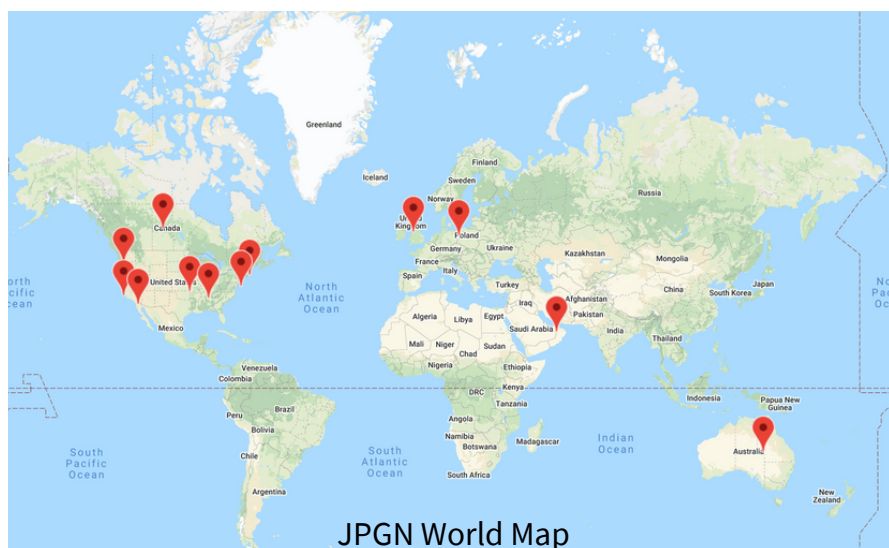 Greenland
Iceland
Finland
Sweden
Norway
Russia
United
Kingdom
Poland
Canada
Germany
Ukraine
France
Kazakhstan
Mongolia
Spain
Italy
Turkey
North
Atlantic
Ocean
United States
China
South Korea
Japan
Iraq
Afghanistan
Pakistan
Algeria
Libya
Egypt
Saudi Arabia
India
Mexico
Mali
Niger
Chad
Sudan
Thailand
Nigeria
Ethiopia
Venezuela
Colombia
DRC
Kenya
Tanzania
Indonesia
Papua New
Guinea
Peru
Brazil
Bolivia
Angola
Namibia
Botswana
Madagascar
Indian
Ocean
South
Pacific
Ocean
South
Atlantic
Ocean
Chile
Australia
South Africa
Argentina
New
Zealand
JPGN World Map